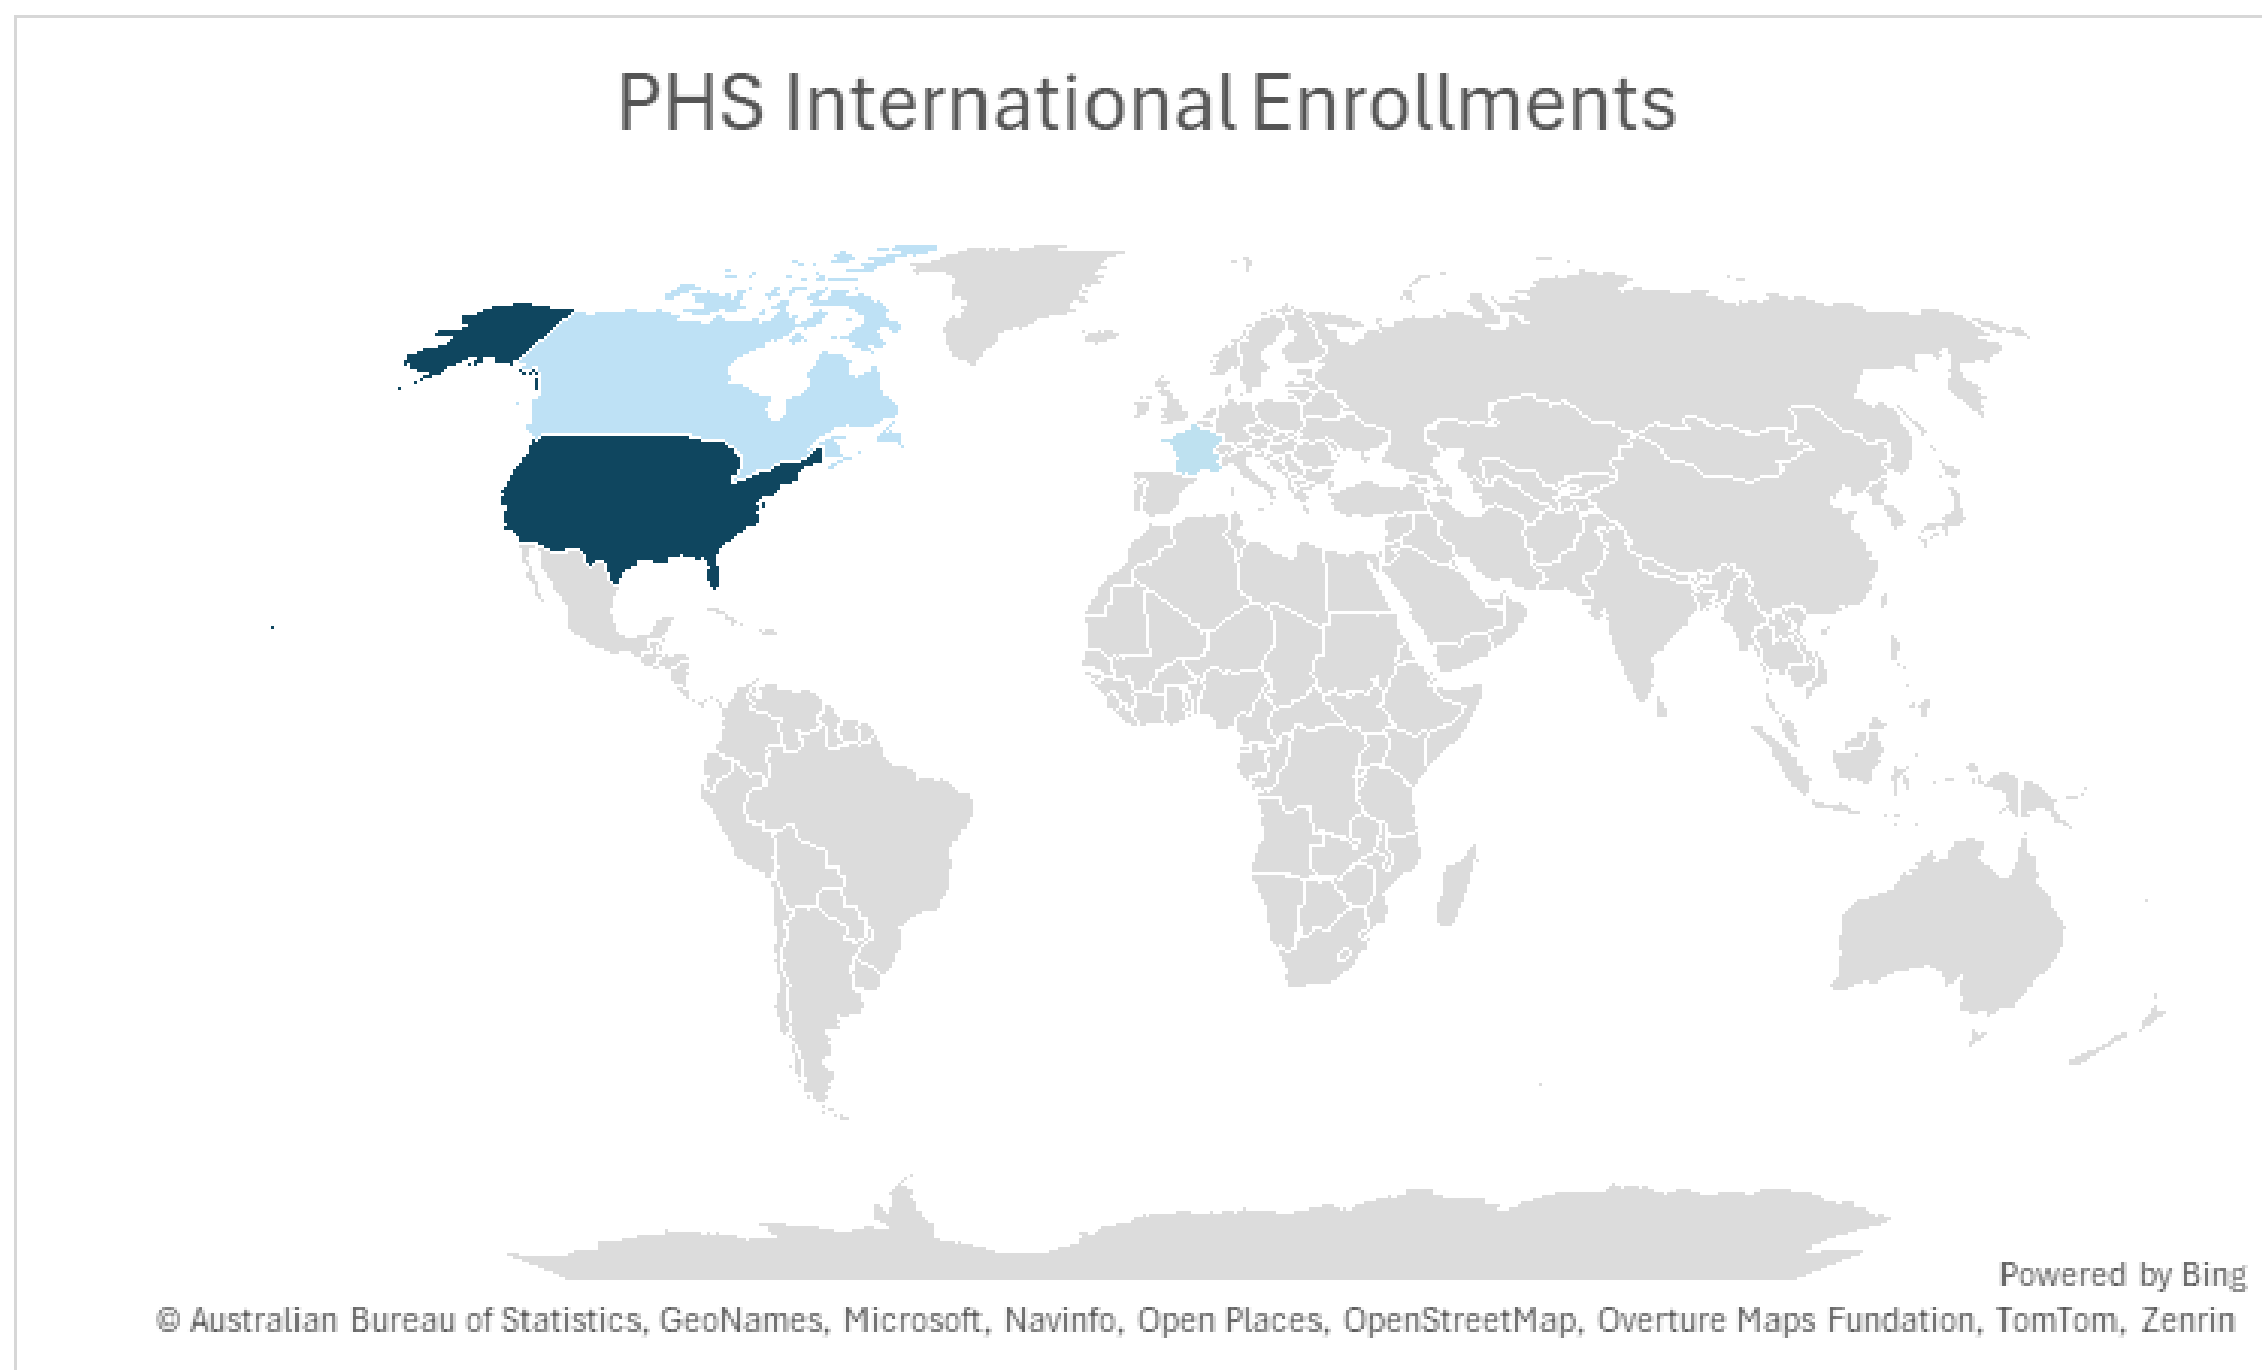 PHS International Enrollments
Powered by Bing
© Australian Bureau of Statistics, GeoNames, Microsoft, Navinfo, Open Places, OpenStreetMap, Overture Maps Fundation, TomTom, Zenrin